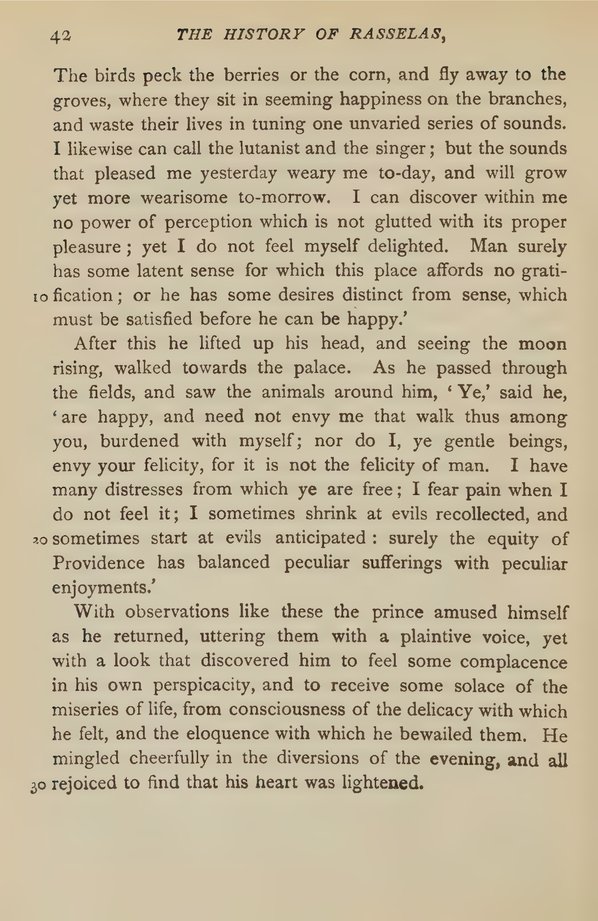 42 THE HISTORY OF RASSELAS,
The birds peck the berries or the corn, and fly away to the
groves, where they sit in seeming happiness on the branches,
and waste their lives in tuning one unvaried series of sounds.
I likewise can call the lutanist and the singer ; but the sounds
that pleased me yesterday weary me to-day, and will grow
yet more wearisome to-morrow. I can discover within me
no power of perception which is not glutted with its proper
pleasure ; yet I do not feel myself delighted. Man surely
has some latent sense for which this place affords no grati-
10 fication ; or he has some desires distinct from sense, which
must be satisfied before he can be happy.’
After this he lifted up his head, and seeing the moon
rising, walked towards the palace. As he passed through
the fields, and saw the animals around him, ‘ Ye,’ said he,
‘ are happy, and need not envy me that walk thus among
you, burdened with myself ; nor do I, ye gentle beings,
envy your felicity, for it is not the felicity of man. I have
many distresses from which ye are free ; I fear pain when I
do not feel it ; I sometimes shrink at evils recollected, and
20 sometimes start at evils anticipated : surely the equity of
Providence has balanced peculiar sufferings with peculiar
enjoyments.’
With observations like these the prince amused himself
as he returned, uttering them with a plaintive voice, yet
with a look that discovered him to feel some complacence
in his own perspicacity, and to receive some solace of the
miseries of life, from consciousness of the delicacy with which
he felt, and the eloquence with which he bewailed them. He
mingled cheerfully in the diversions of the evening, and all
30 rejoiced to find that his heart was lightened.